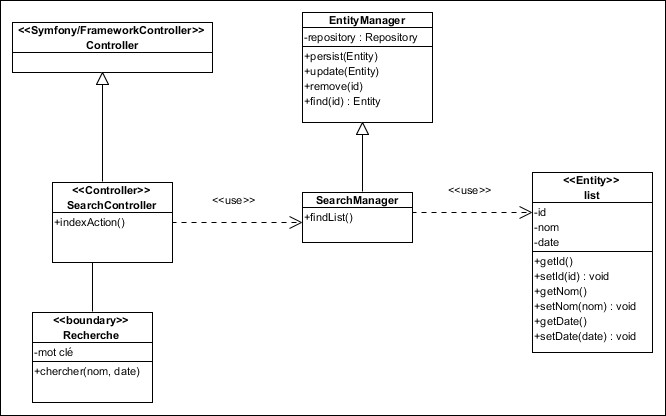 <<Symfony/FrameworkController>>
Controller
EntityManager
-repository : Repository
+persist(Entity)
+update(Entity)
+remove(id)
+find(id) : Entity
<<Controller>>
SearchController
+indexAction()
<<use>>
SearchManager
+findList()
<<use>>
<<Entity>>
list
-id
-nom
-date
+getId()
+setId(id) : void
+getNom()
+setNom(nom) : void
+getDate()
+setDate(date) : void
<<boundary>>
Recherche
-mot clé
+chercher(nom, date)